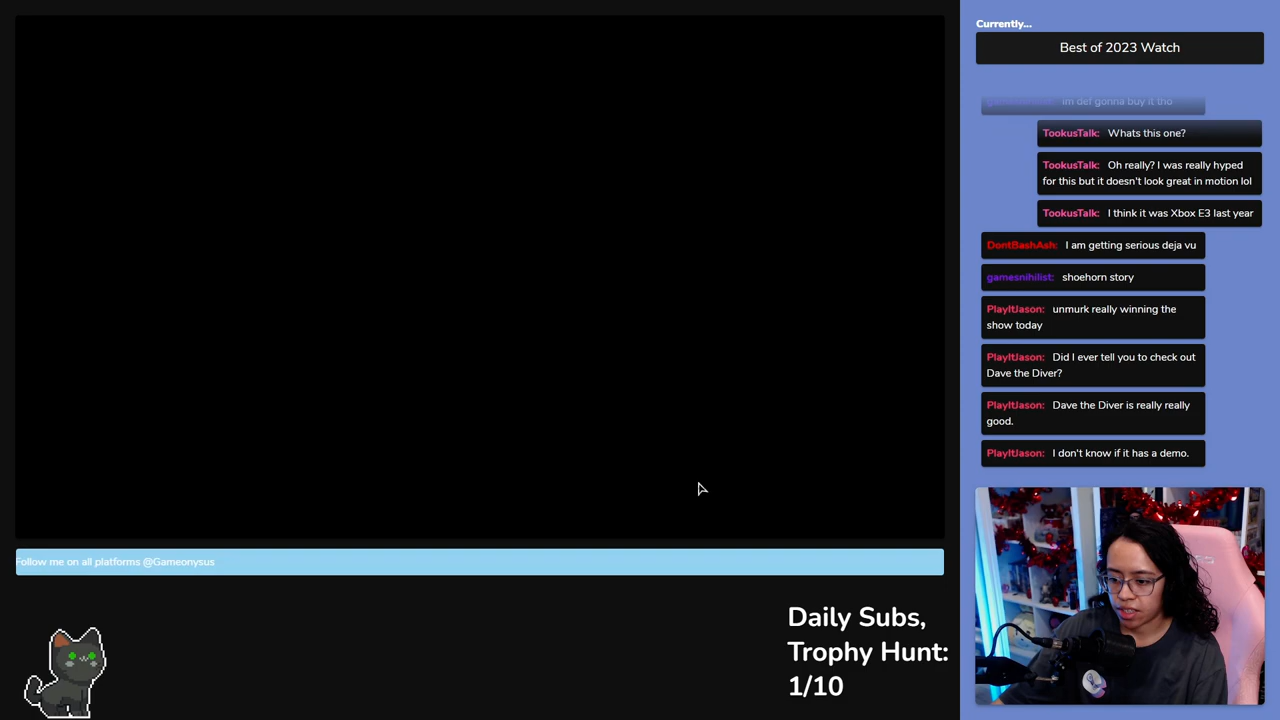 Currently...
Best of 2023 Watch
im def gonna buy it tho
TookusTalk: Whats this one?
TookusTalk: Oh really? I was really hyped
for this but it doesn't look great in motion lol
TookusTalk: I think it was Xbox E3 last year
DontBashAsh: I am getting serious deja vu
gamesnihilist: shoehorn story
PlayItJason: unmurk really winning the
show today
PlayItJason: Did I ever tell you to check out
Dave the Diver?
PlayItJason: Dave the Diver is really really
good.
PlayItJason: I don't know if it has a demo.
Follow me on all platforms @Gameonysus
Daily Subs,
Trophy Hunt:
1/10